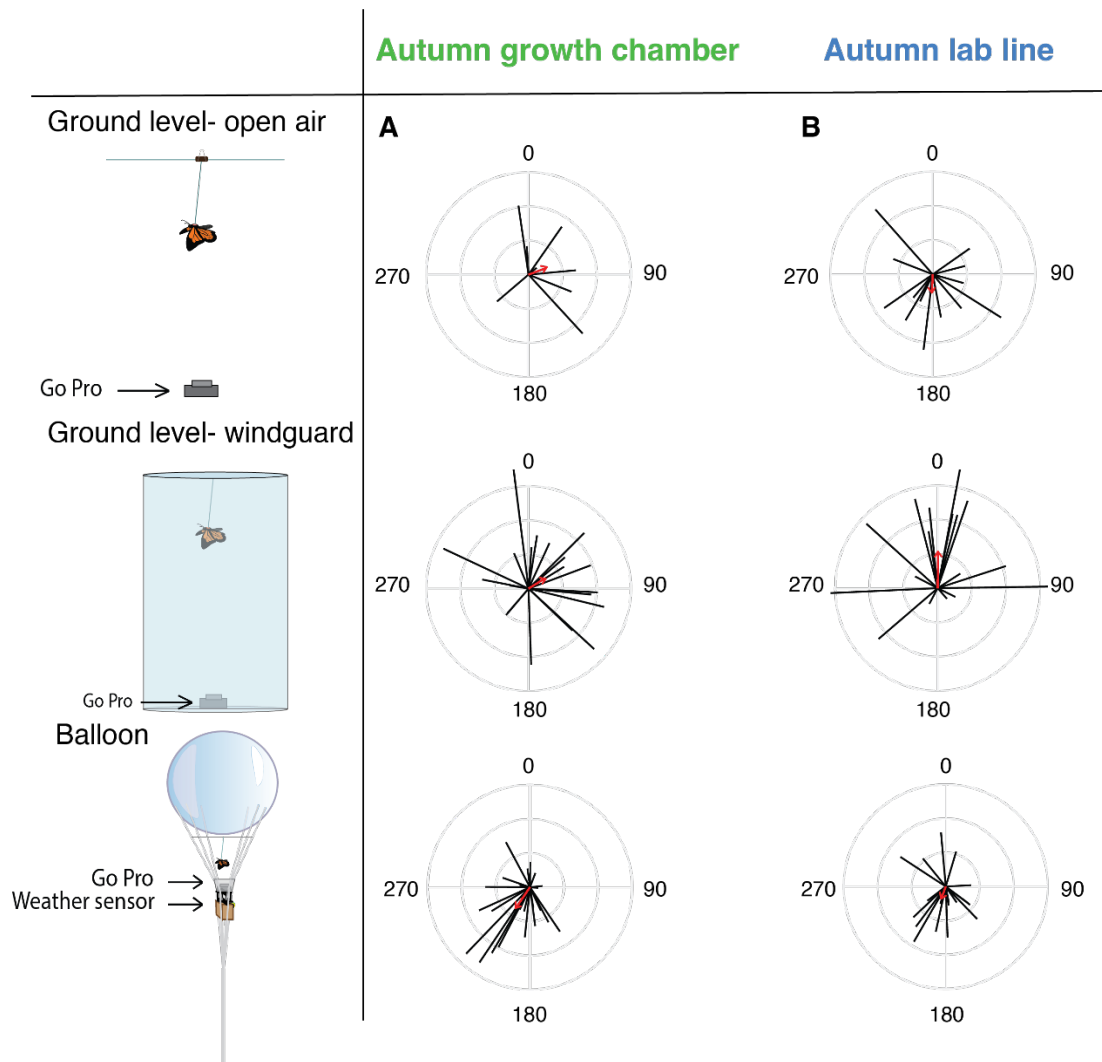 Autumn growth chamber
Autumn lab line
Ground level- open air
A
B
0
0
270
90
270
90
180
180
Go Pro
Ground level- windguard
0
0
270
90
270
90
180
180
Go Pro
Balloon
0
0
Go Pro
Weather sensor
270
90
270
90
180
180